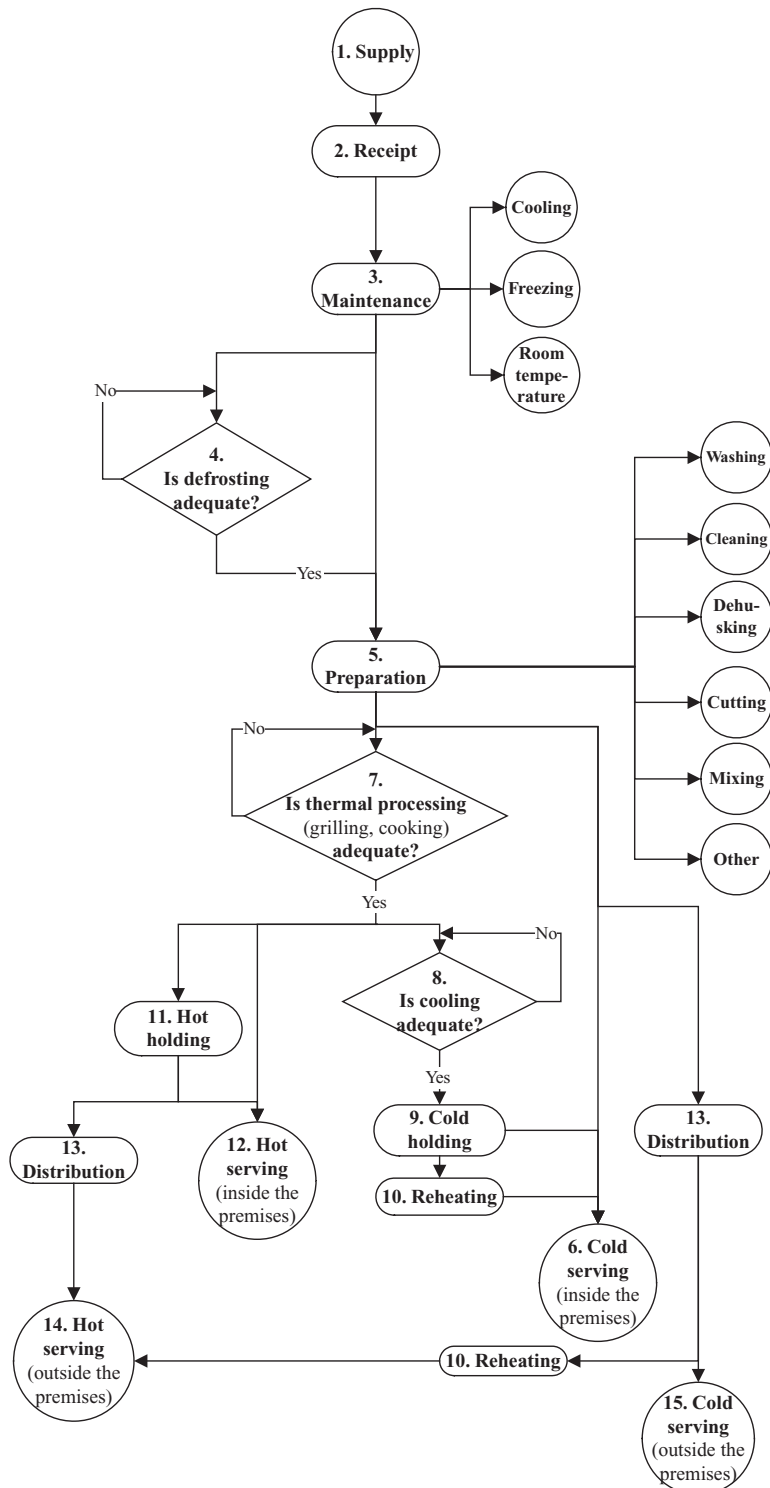 1. Supply
2. Receipt
3.
Maintenance
Cooling
Freezing
Room
tempe-
rature
No
4.
Is defrosting
adequate?
Yes
Washing
Cleaning
Dehu-
sking
Cutting
Mixing
Other
5.
Preparation
No
7.
Is thermal processing
(grilling, cooking)
adequate?
Yes
No
8.
Is cooling
adequate?
Yes
11. Hot
holding
9. Cold
holding
10. Reheating
13.
Distribution
12. Hot
serving
(inside the
premises)
13.
Distribution
6. Cold
serving
(inside the
premises)
14. Hot
serving
(outside the
premises)
10. Reheating
15. Cold
serving
(outside the
premises)